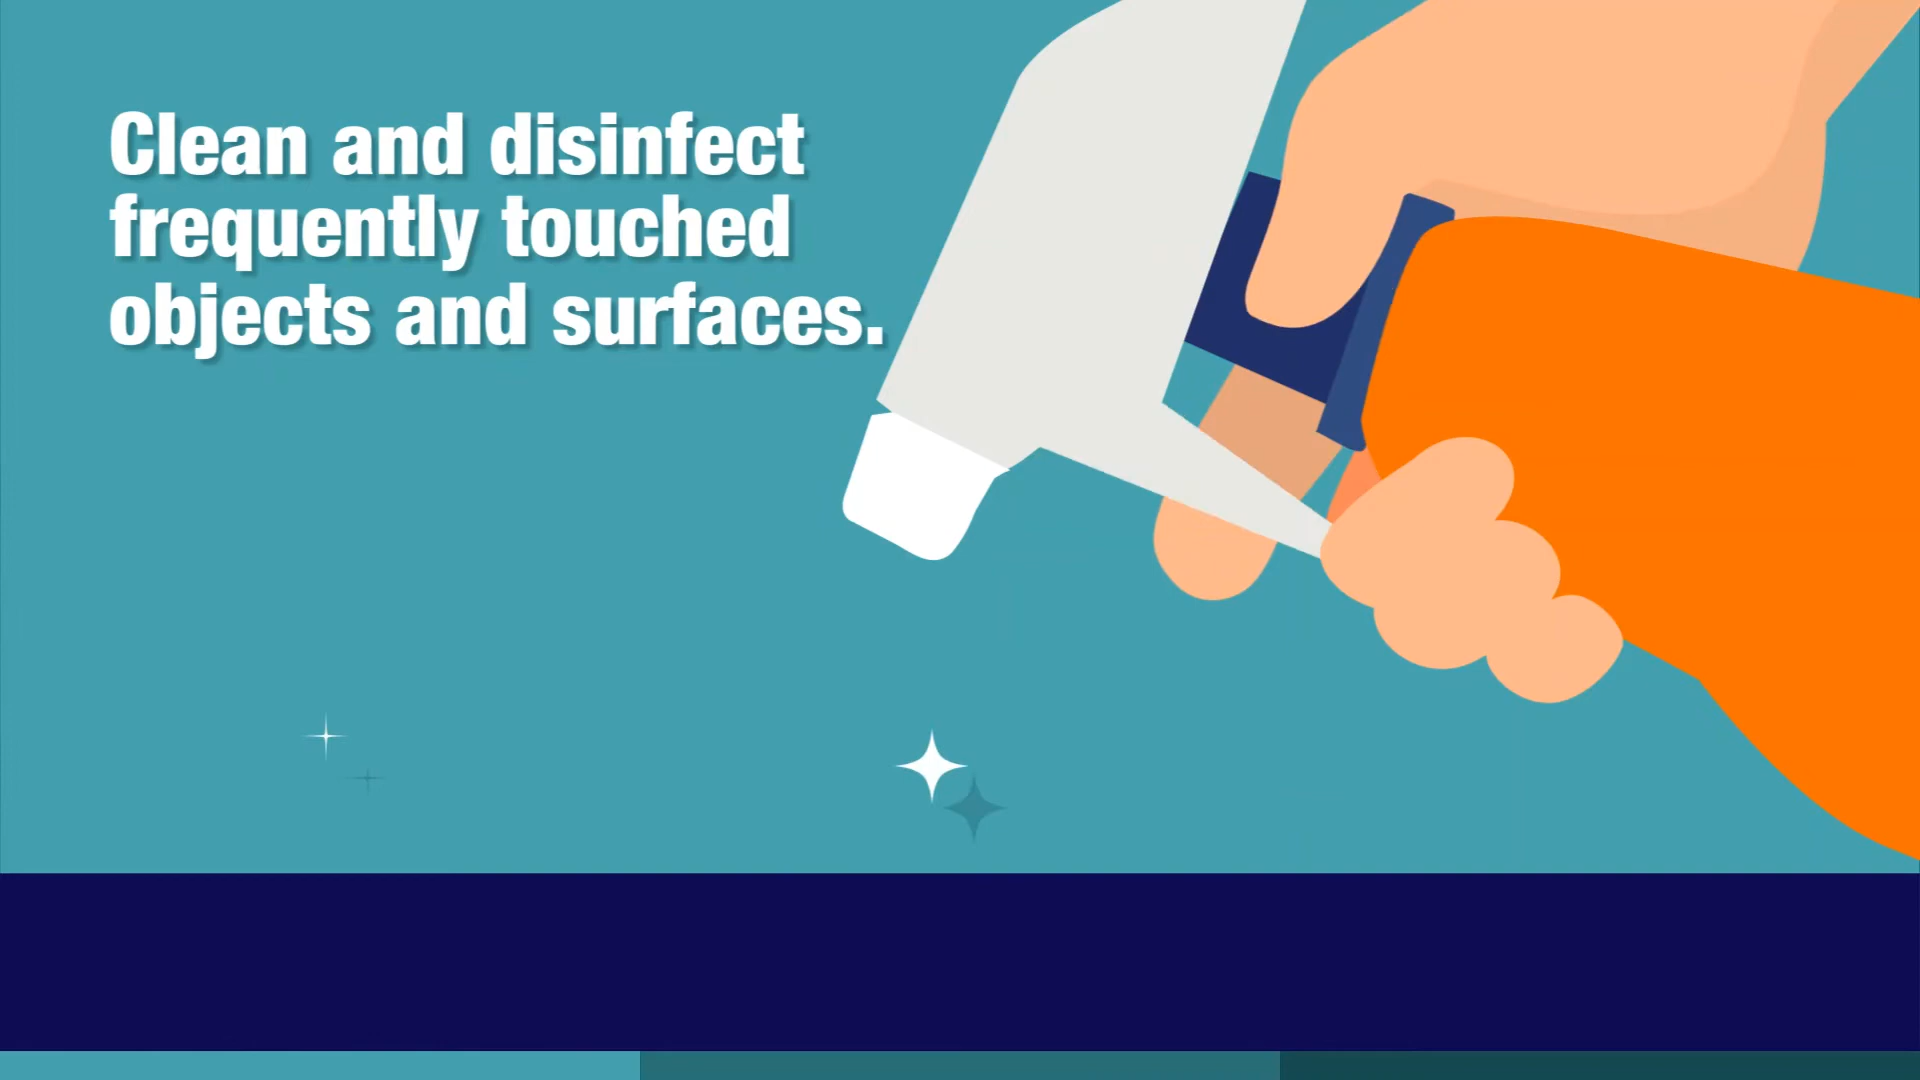 Clean and disinfect
frequently touched
objects and surfaces.